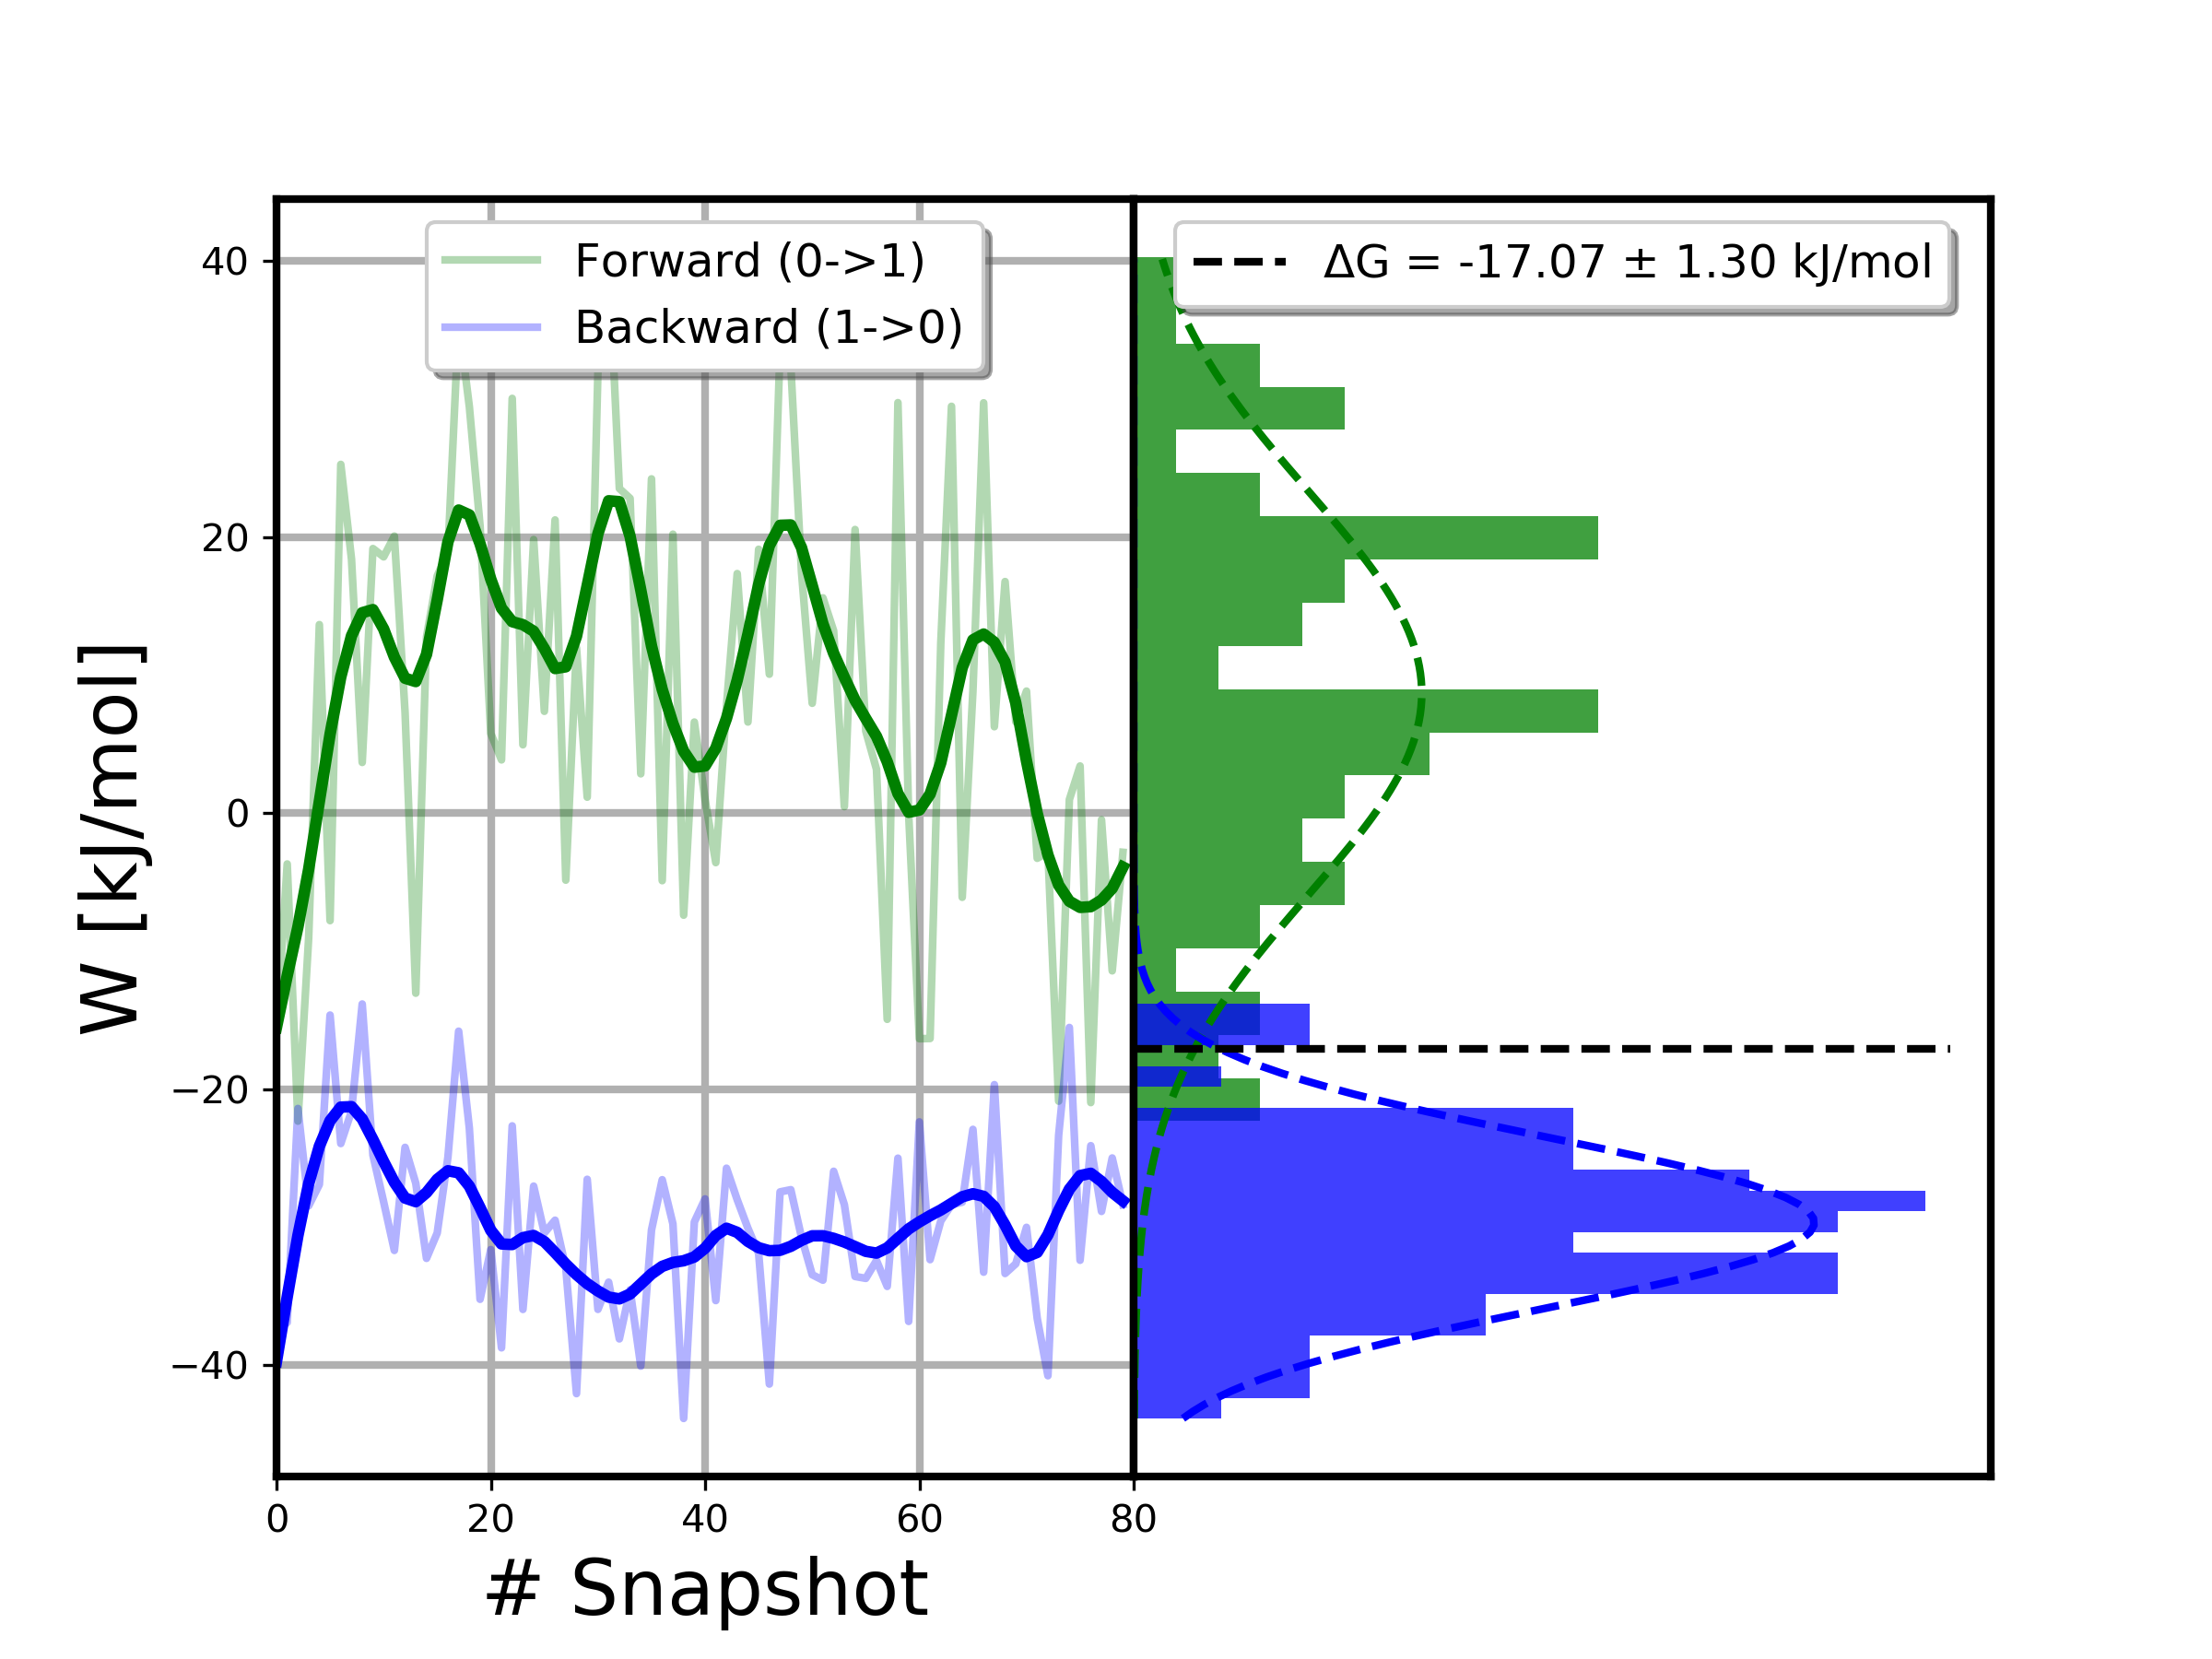 Forward (0->1)
Backward (1->0)
ΔG = -17.07 ± 1.30 kJ/mol
40
20
0
−20
−40
W [kJ/mol]
0 20 40 60 80
# Snapshot